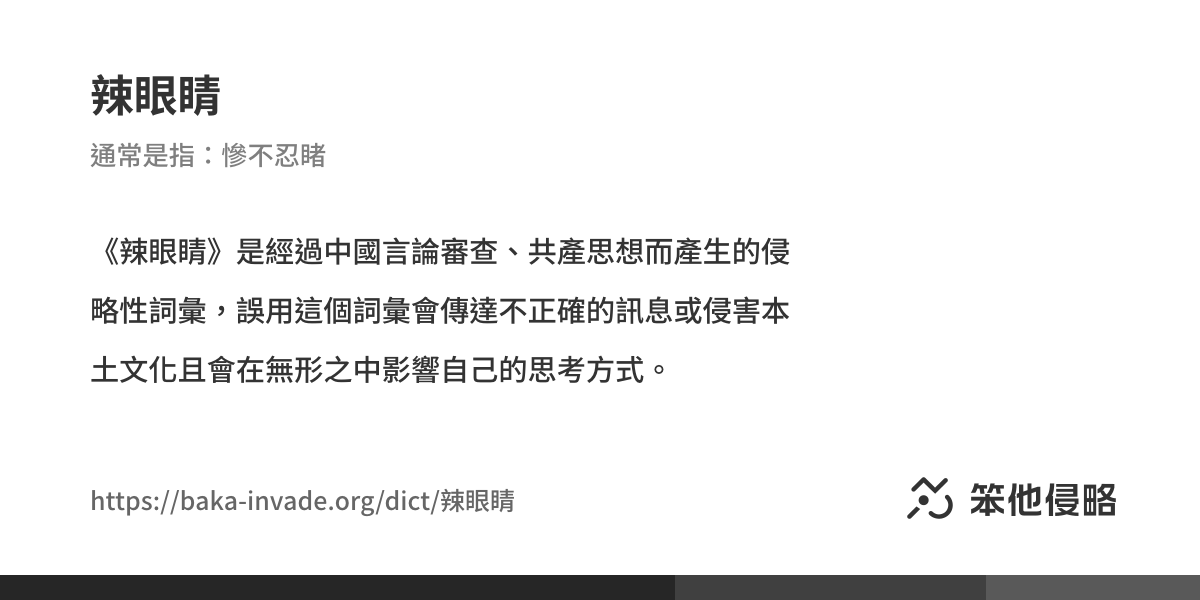 辣眼睛
通常是指：慘不忍睹
《辣眼睛》是經過中國言論審查、共產思想而產生的侵
略性詞彙，誤用這個詞彙會傳達不正確的訊息或侵害本
土文化且會在無形之中影響自己的思考方式。
https://baka-invade.org/dict/辣眼睛
笨他侵略